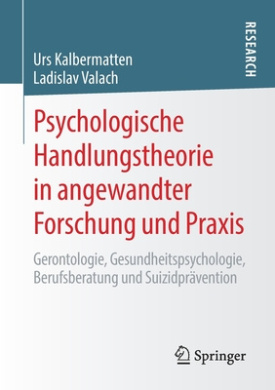 Urs Kalbermatten
Ladislav Valach
RESEARCH
Psychologische
Handlungstheorie
in angewandter
Forschung und Praxis
Gerontologie, Gesundheitspsychologie,
Berufsberatung und Suizidprävention
Springer